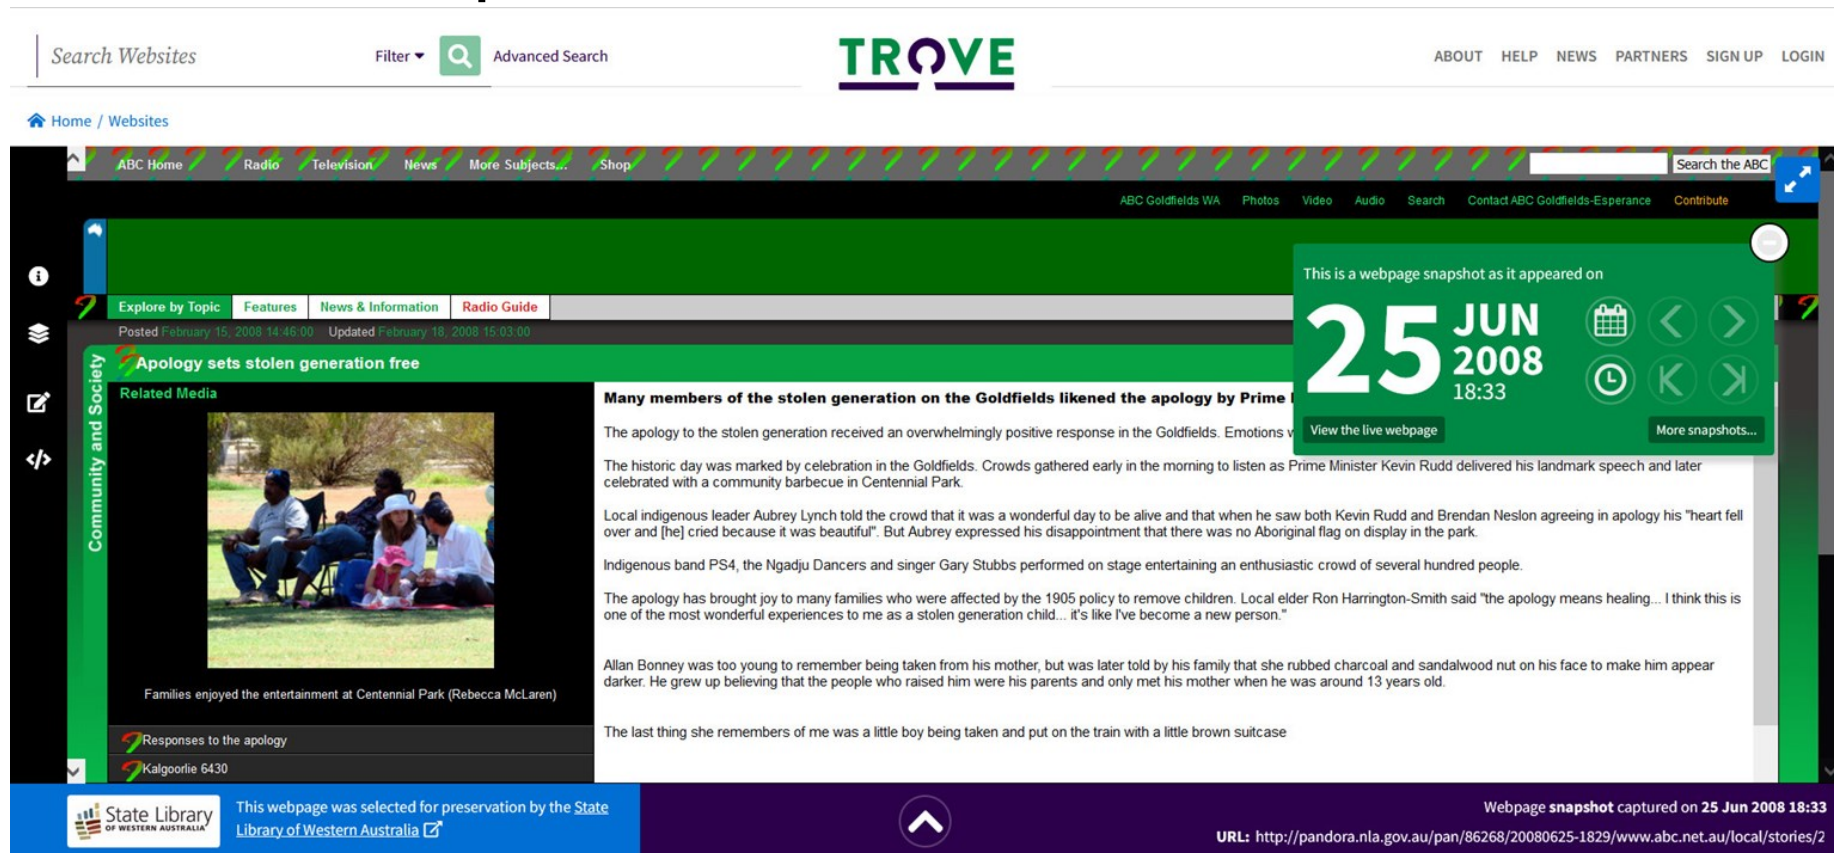 Search Websites
Filter
Advanced Search
TROVE
ABOUT HELP NEWS PARTNERS SIGN UP LOGIN
Home / Websites
ABC Home Radio Television News More Subjects... Shop
Search the ABC
ABC Goldfields WA Photos Video Audio Search Contact ABC Goldfields-Esperance Contribute
This is a webpage snapshot as it appeared on
25 JUN
2008
18:33
View the live webpage
More snapshots...
Explore by Topic Features News & Information Radio Guide
Posted February 15, 2008 14:46:00 Updated February 18, 2008 15:03:00
Community and Society
Apology sets stolen generation free
Related Media
Families enjoyed the entertainment at Centennial Park (Rebecca McLaren)
Responses to the apology
Kalgoorlie 6430
Many members of the stolen generation on the Goldfields likened the apology by Prime
The apology to the stolen generation received an overwhelmingly positive response in the Goldfields. Emotions
The historic day was marked by celebration in the Goldfields. Crowds gathered early in the morning to listen as Prime Minister Kevin Rudd delivered his landmark speech and later
celebrated with a community barbecue in Centennial Park.
Local indigenous leader Aubrey Lynch told the crowd that it was a wonderful day to be alive and that when he saw both Kevin Rudd and Brendan Neslon agreeing in apology his "heart fell
over and [he] cried because it was beautiful". But Aubrey expressed his disappointment that there was no Aboriginal flag on display in the park.
Indigenous band PS4, the Ngadju Dancers and singer Gary Stubbs performed on stage entertaining an enthusiastic crowd of several hundred people.
The apology has brought joy to many families who were affected by the 1905 policy to remove children. Local elder Ron Harrington-Smith said "the apology means healing... I think this is
one of the most wonderful experiences to me as a stolen generation child... it's like I've become a new person."
Allan Bonney was too young to remember being taken from his mother, but was later told by his family that she rubbed charcoal and sandalwood nut on his face to make him appear
darker. He grew up believing that the people who raised him were his parents and only met his mother when he was around 13 years old.
The last thing she remembers of me was a little boy being taken and put on the train with a little brown suitcase
State Library
OF WESTERN AUSTRALIA
This webpage was selected for preservation by the State
Library of Western Australia
Webpage snapshot captured on 25 Jun 2008 18:33
URL: http://pandora.nla.gov.au/pan/86268/20080625-1829/www.abc.net.au/local/stories/2